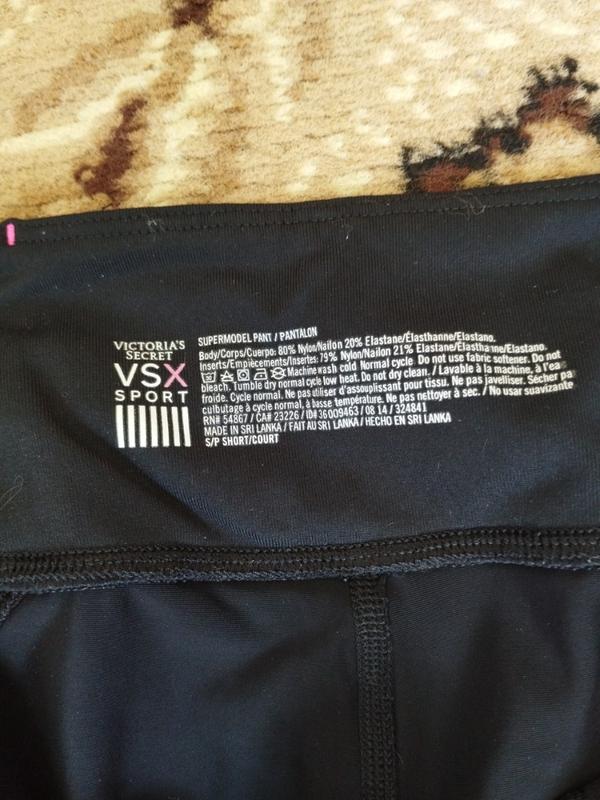 VICTORIA'S
SECRET
VSX
SPORT
SUPERMODEL PANT / PANTALON
Body/Corps/Cuerpo: 80% Nylon/Nailon 20% Elastane/Élasthanne/Elastano.
Inserts/Empiècements/Insertes: 79% Nylon/Nailon 21% Elastane/Élasthanne/Elastano.
Machine wash cold. Normal cycle. Do not use fabric softener. Do not
bleach. Tumble dry normal cycle low heat. Do not dry clean. / Lavable à la machine, à l'ea
froide. Cycle normal. Ne pas utiliser d'assouplissant pour tissu. Ne pas javelliser. Sécher pa
culbutage à cycle normal, à basse température. Ne pas nettoyer à sec. / No usar suavizante
RN# 54867 / CA# 23226 / ID# 36009463 / 08 14 / 324841
MADE IN SRI LANKA / FAIT AU SRI LANKA / HECHO EN SRI LANKA
S/P SHORT/COURT